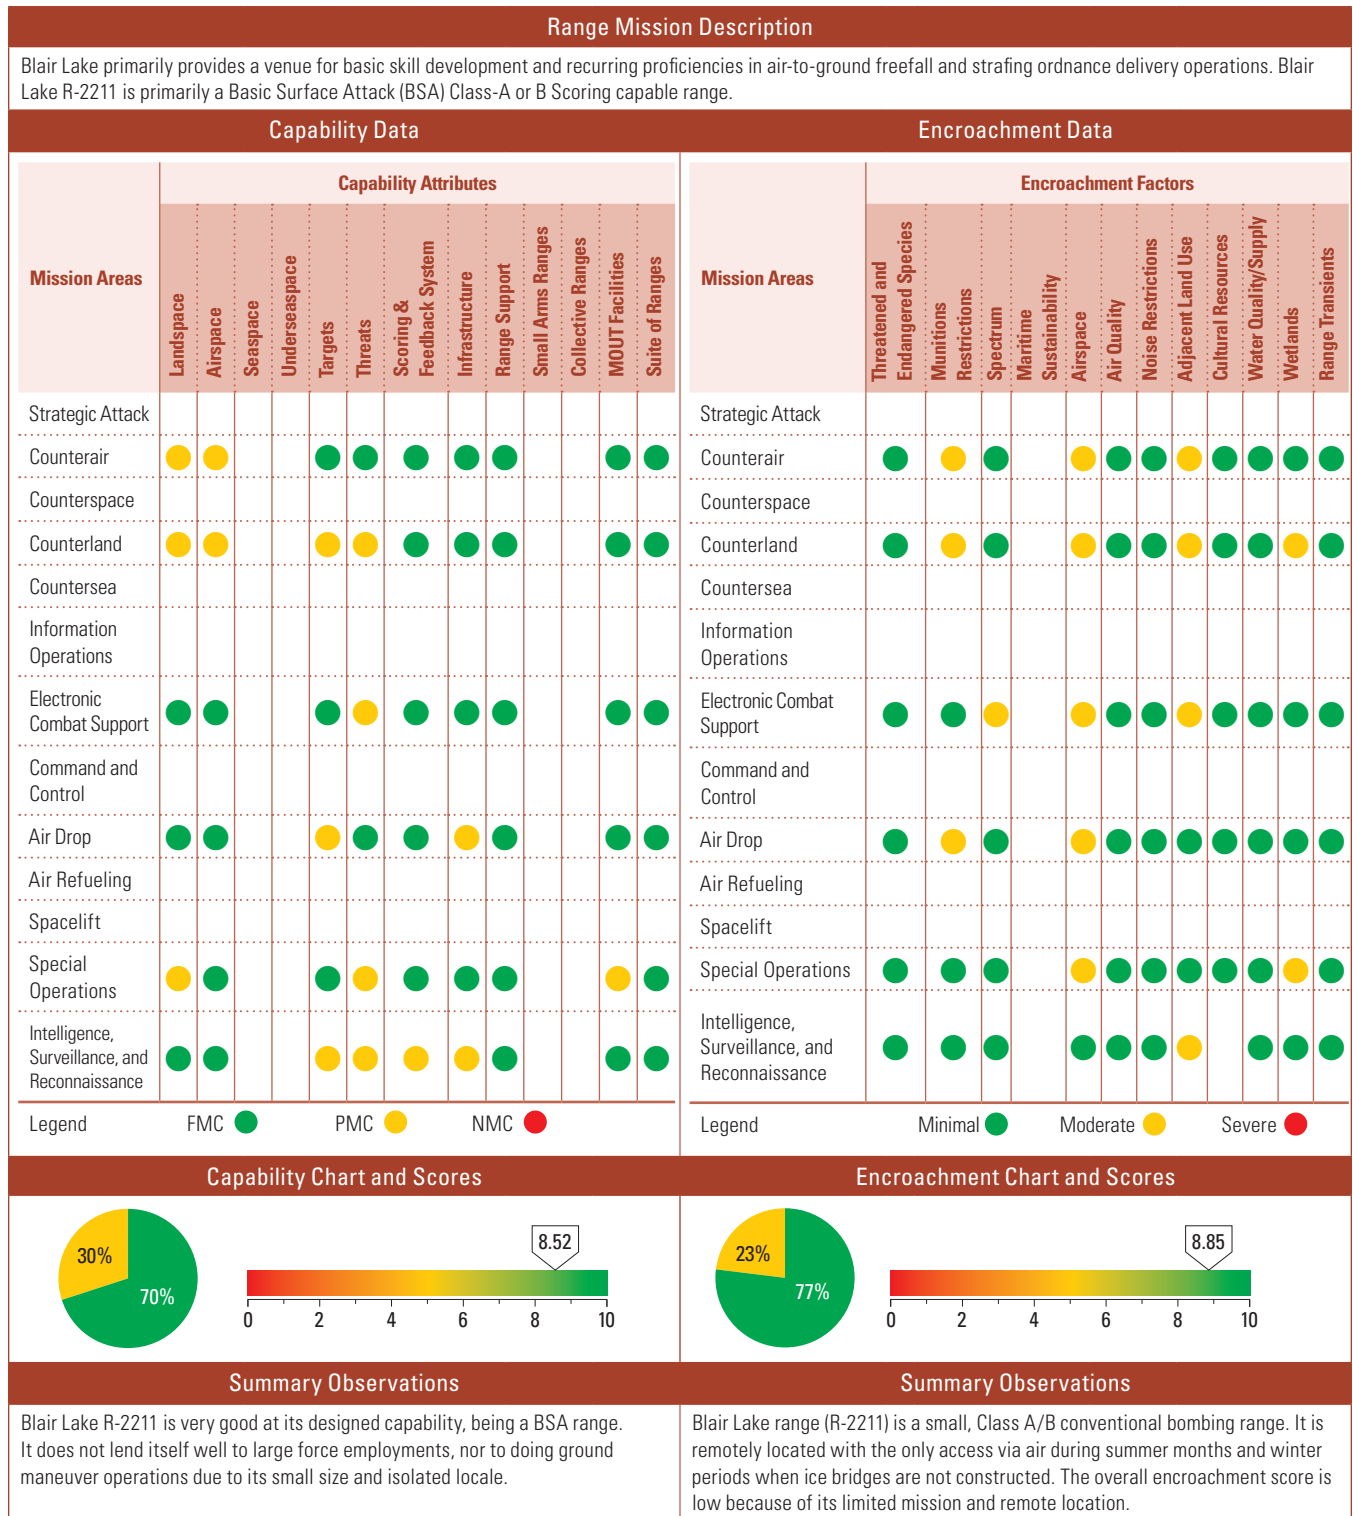 Range Mission Description
Blair Lake primarily provides a venue for basic skill development and recurring proficiencies in air-to-ground freefall and strafing ordnance delivery operations. Blair
Lake R-2211 is primarily a Basic Surface Attack (BSA) Class-A or B Scoring capable range.
Capability Data
Mission Areas
Capability Attributes
Landspace
Airspace
Seaspace
Underseaspace
Targets
Threats
Scoring &
Feedback System
Infrastructure
Range Support
Small Arms Ranges
Collective Ranges
MOUT Facilities
Suite of Ranges
Strategic Attack
Counterair
Counterspace
Counterland
Countersea
Information
Operations
Electronic
Combat Support
Command and
Control
Air Drop
Air Refueling
Spacelift
Special
Operations
Intelligence,
Surveillance, and
Reconnaissance
Legend FMC PMC NMC
Encroachment Data
Mission Areas
Encroachment Factors
Threatened and
Endangered Species
Munitions
Restrictions
Spectrum
Maritime
Sustainability
Airspace
Air Quality
Noise Restrictions
Adjacent Land Use
Cultural Resources
Water Quality/Supply
Wetlands
Range Transients
Strategic Attack
Counterair
Counterspace
Counterland
Countersea
Information
Operations
Electronic Combat
Support
Command and
Control
Air Drop
Air Refueling
Spacelift
Special Operations
Intelligence,
Surveillance, and
Reconnaissance
Legend Minimal Moderate Severe
Capability Chart and Scores
30%
70%
8.52
0 2 4 6 8 10
Encroachment Chart and Scores
23%
77%
8.85
0 2 4 6 8 10
Summary Observations
Blair Lake R-2211 is very good at its designed capability, being a BSA range.
It does not lend itself well to large force employments, nor to doing ground
maneuver operations due to its small size and isolated locale.
Summary Observations
Blair Lake range (R-2211) is a small, Class A/B conventional bombing range. It is
remotely located with the only access via air during summer months and winter
periods when ice bridges are not constructed. The overall encroachment score is
low because of its limited mission and remote location.